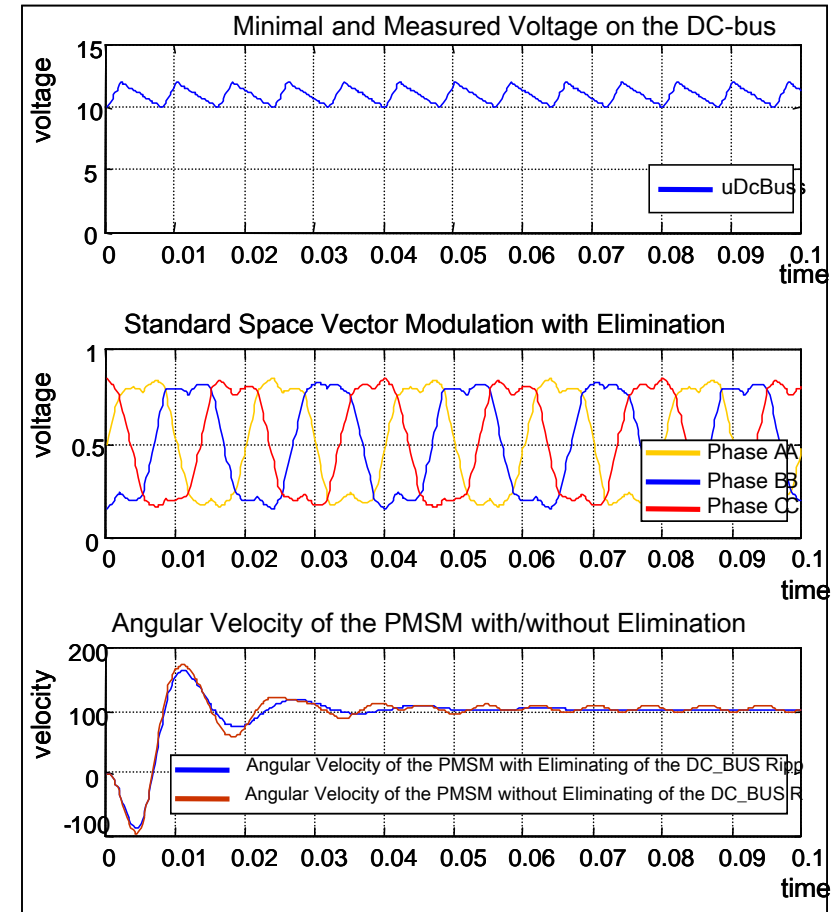 Minimal and Measured Voltage on the DC-bus
15
10
5
0
voltage
uDcBuss
0 0.01 0.02 0.03 0.04 0.05 0.06 0.07 0.08 0.09 0.1
time
Standard Space Vector Modulation with Elimination
1
0.5
0
voltage
Phase AA
Phase BB
Phase CC
0 0.01 0.02 0.03 0.04 0.05 0.06 0.07 0.08 0.09 0.1
time
Angular Velocity of the PMSM with/without Elimination
200
100
0
-100
velocity
Angular Velocity of the PMSM with Eliminating of the DC_BUS Ripp
Angular Velocity of the PMSM without Eliminating of the DC_BUS R
0 0.01 0.02 0.03 0.04 0.05 0.06 0.07 0.08 0.09 0.1
time